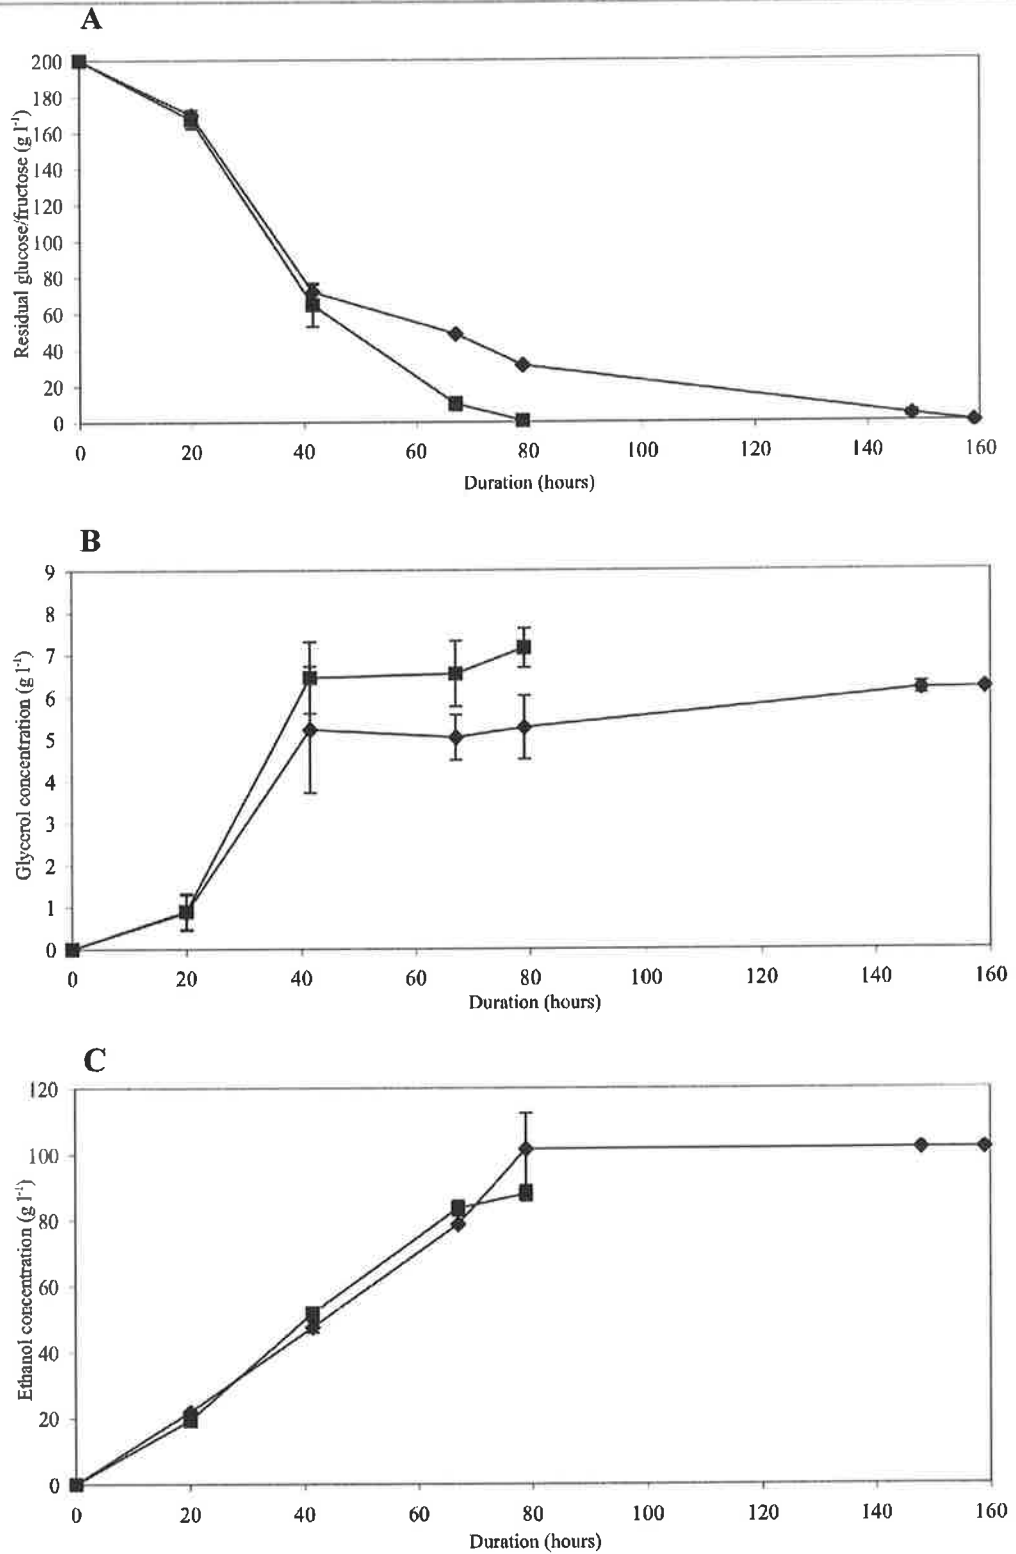 A
200
180
160
140
120
100
80
60
40
20
0
Residual glucose/fructose (g l⁻¹)
0 20 40 60 80 100 120 140 160
Duration (hours)
B
9
8
7
6
5
4
3
2
1
0
Glycerol concentration (g l⁻¹)
0 20 40 60 80 100 120 140 160
Duration (hours)
C
120
100
80
60
40
20
0
Ethanol concentration (g l⁻¹)
0 20 40 60 80 100 120 140 160
Duration (hours)